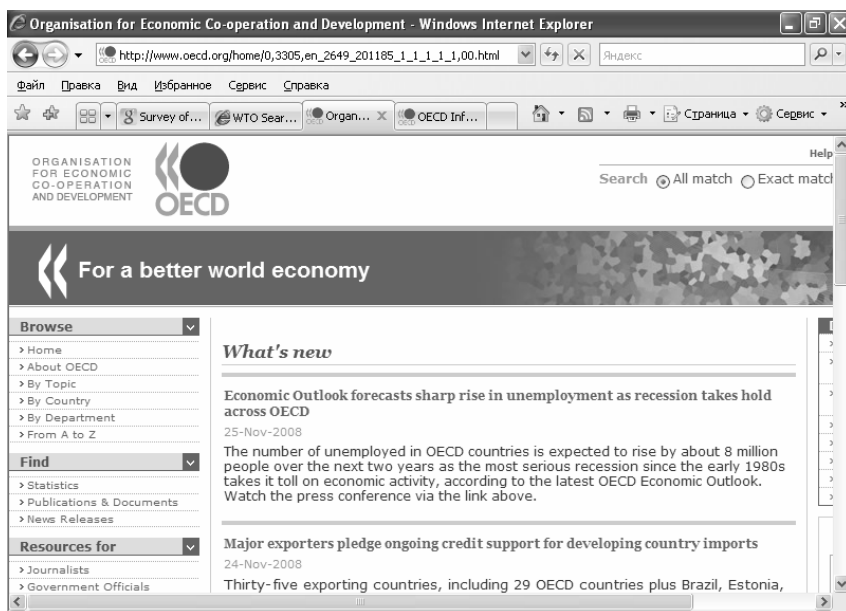 Organisation for Economic Co-operation and Development - Windows Internet Explorer
http://www.oecd.org/home/0,3305,en_2649_201185_1_1_1_1_1,00.html
Яндекс
Файл Правка Вид Избранное Сервис Справка
Survey of... WTO Sear... Organ... OECD Inf... Страница Сервис
Help
ORGANISATION
FOR ECONOMIC
CO-OPERATION
AND DEVELOPMENT
OECD
Search All match Exact match
For a better world economy
Browse
Home
About OECD
By Topic
By Country
By Department
From A to Z
Find
Statistics
Publications & Documents
News Releases
Resources for
Journalists
Government Officials
What's new
Economic Outlook forecasts sharp rise in unemployment as recession takes hold
across OECD
25-Nov-2008
The number of unemployed in OECD countries is expected to rise by about 8 million
people over the next two years as the most serious recession since the early 1980s
takes it toll on economic activity, according to the latest OECD Economic Outlook.
Watch the press conference via the link above.
Major exporters pledge ongoing credit support for developing country imports
24-Nov-2008
Thirty-five exporting countries, including 29 OECD countries plus Brazil, Estonia,